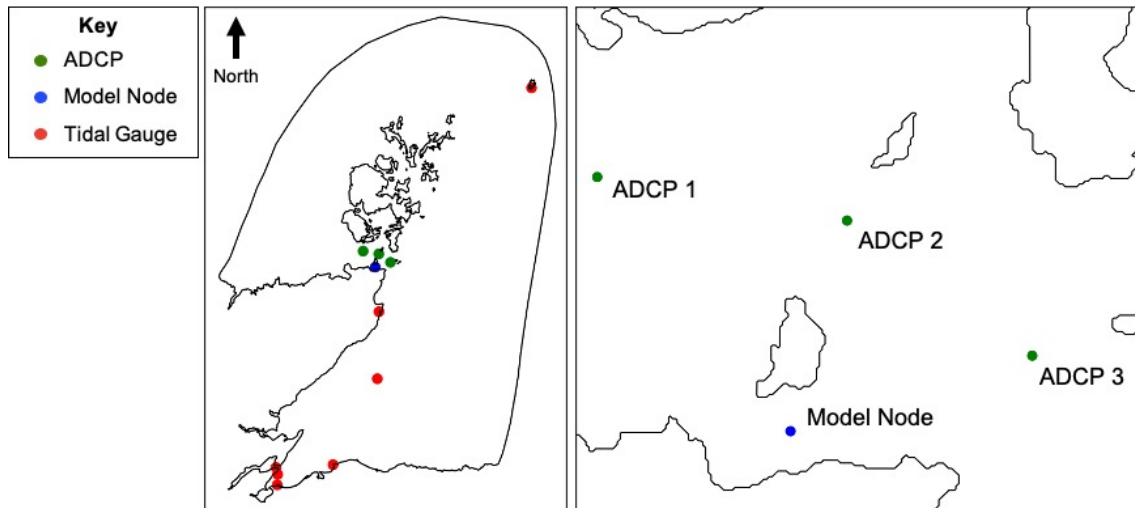 Key
ADCP
Model Node
Tidal Gauge
North
ADCP 1
ADCP 2
ADCP 3
Model Node